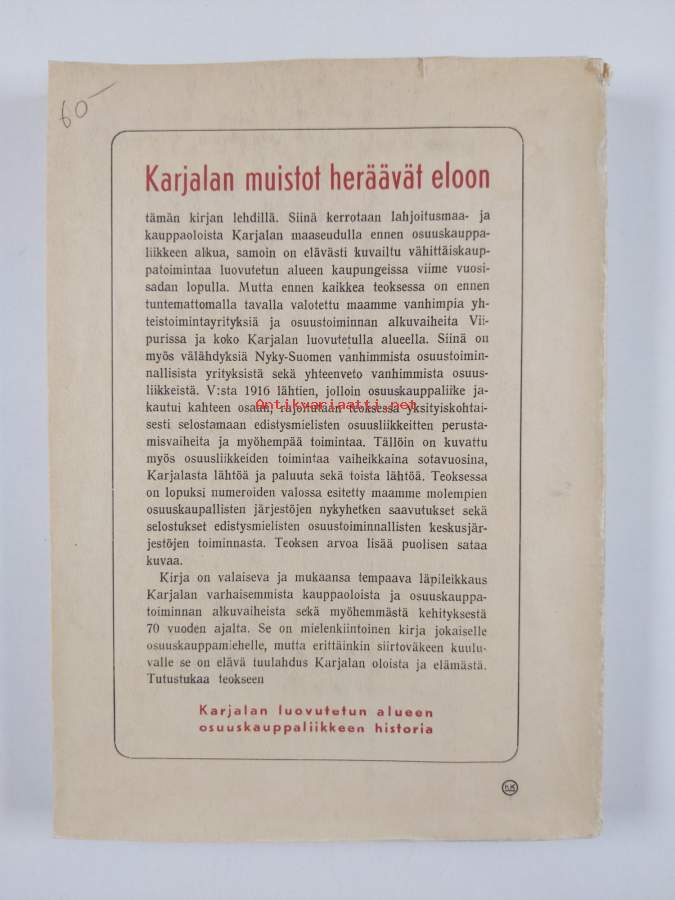 60-
Karjalan muistot heräävät eloon
tämän kirjan lehdillä. Siinä kerrotaan lahjoitusmaa- ja
kauppaoloista Karjalan maaseudulla ennen osuuskauppa-
liikkeen alkua, samoin on elävästi kuvailtu vähittäiskaup-
patoimintaa luovutetun alueen kaupungeissa viime vuosi-
sadan lopulla. Mutta ennen kaikkea teoksessa on ennen
tuntemattomalla tavalla valotettu maamme vanhimpia yh-
teistoimintayrityksiä ja osuustoiminnan alkuvaiheita Vii-
purissa ja koko Karjalan luovutetulla alueella. Siinä on
myös välähdyksiä Nyky-Suomen vanhimmista osuustoimin-
nallisista yrityksistä sekä yhteenveto vanhimmista osuus-
liikkeistä. V:sta 1916 lähtien, jolloin osuuskauppaliike ja-
kautui kahteen osaan, rajoitutaan teoksessa yksityiskohtai-
Antikvariaatti.net
sesti selostamaan edistysmielisten osuusliikkeitten perusta-
misvaiheita ja myöhempää toimintaa. Tällöin on kuvattu
myös osuusliikkeiden toimintaa vaiheikkaina sotavuosina,
Karjalasta lähtöä ja paluuta sekä toista lähtöä. Teoksessa
on lopuksi numeroiden valossa esitetty maamme molempien
osuuskaupallisten järjestöjen nykyhetken saavutukset sekä
selostukset edistysmielisten osuustoiminnallisten keskusjär-
jestöjen toiminnasta. Teoksen arvoa lisää puolisen sataa
kuvaa.
Kirja on valaiseva ja mukaansa tempaava läpileikkaus
Karjalan varhaisemmista kauppaoloista ja osuuskauppa-
toiminnan alkuvaiheista sekä myöhemmästä kehityksestä
70 vuoden ajalta. Se on mielenkiintoinen kirja jokaiselle
osuuskauppamiehelle, mutta erittäinkin siirtoväkeen kuulu-
valle se on elävä tuulahdus Karjalan oloista ja elämästä.
Tutustukaa teokseen
Karjalan luovutetun alueen
osuuskauppaliikkeen historia